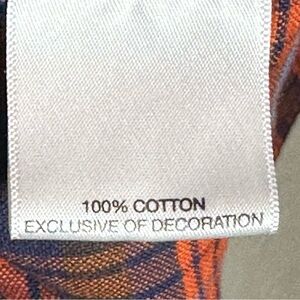 100% COTTON
EXCLUSIVE OF DECORATION